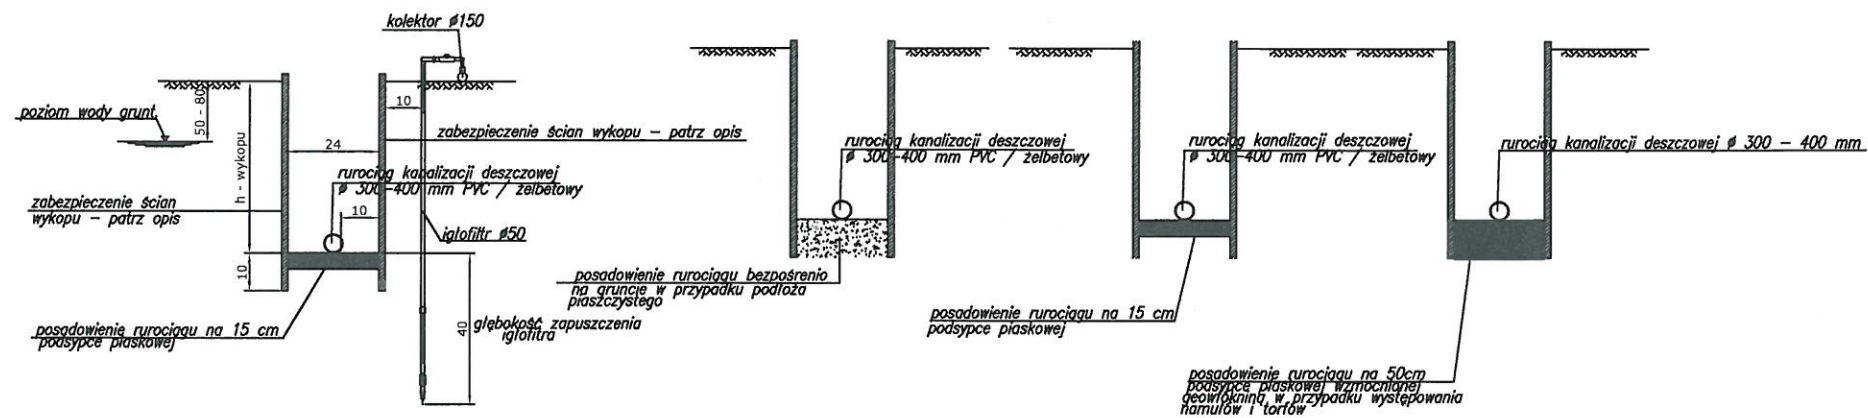 kolektor ø150
poziom wody grunt.
50 - 80
10
zabezpieczenie ścian wykopu – patrz opis
24
h - wykopu
rurociąg kanalizacji deszczowej
ø 300-400 mm PVC / żelbetowy
zabezpieczenie ścian
wykopu – patrz opis
10
igłofiltr ø50
10
posadowienie rurociągu na 15 cm
podsypce piaskowej
40
głębokość zapuszczenia
igłofitra
rurociąg kanalizacji deszczowej
ø 300-400 mm PVC / żelbetowy
posadowienie rurociągu bezpośrenio
na gruncie w przypadku podłoża
piaszczystego
rurociąg kanalizacji deszczowej
ø 300-400 mm PVC / żelbetowy
posadowienie rurociągu na 15 cm
podsypce piaskowej
rurociąg kanalizacji deszczowej ø 300 – 400 mm
posadowienie rurociągu na 50cm
podsypce piaskowej wzmocnionej
geowłókniną w przypadku występowania
namułów i torfów